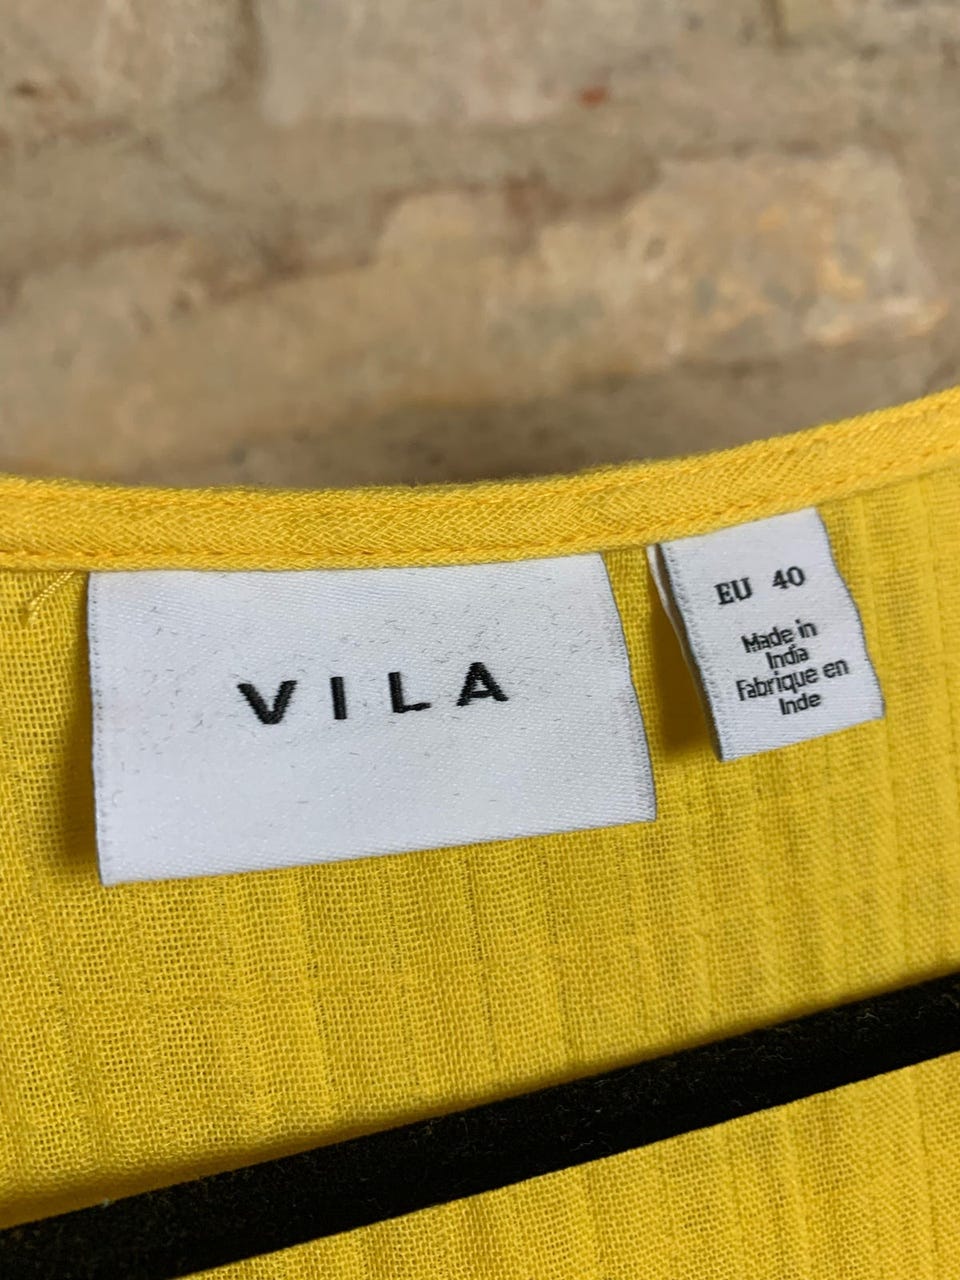 VILA
EU 40
Made in
India
Fabrique en
Inde